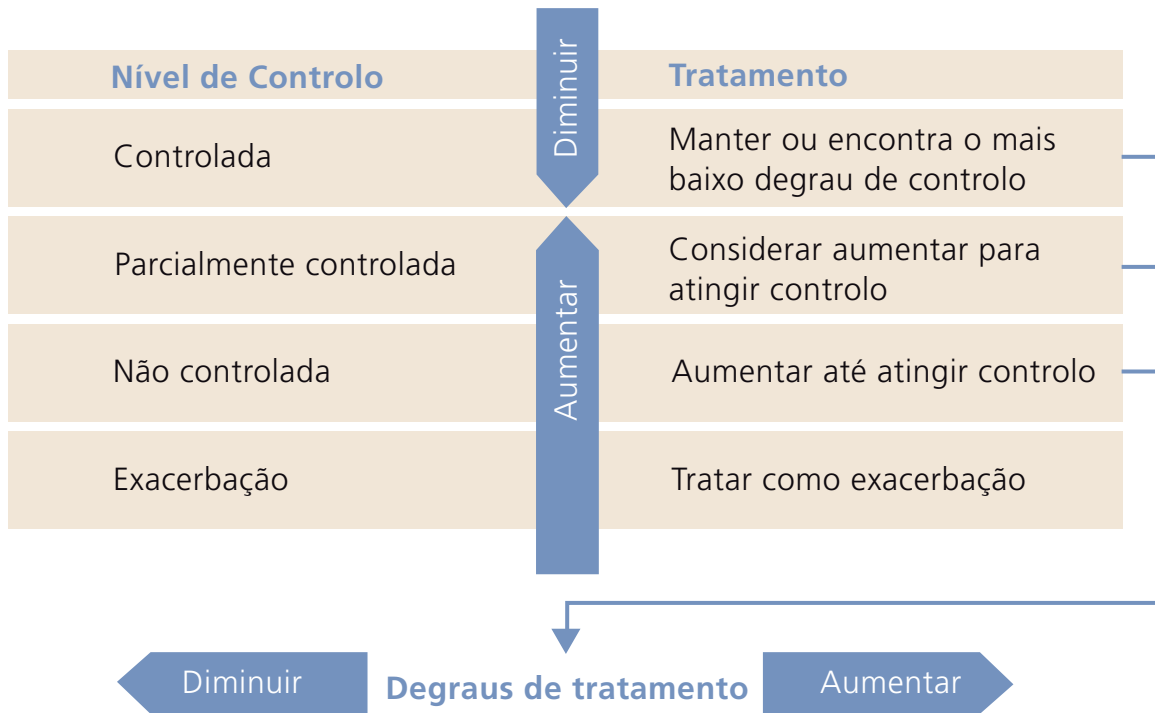 Nível de Controlo
Diminuir
Tratamento
Controlada
Manter ou encontra o mais
baixo degrau de controlo
Parcialmente controlada
Aumentar
Considerar aumentar para
atingir controlo
Não controlada
Aumentar até atingir controlo
Exacerbação
Tratar como exacerbação
Diminuir
Degraus de tratamento
Aumentar